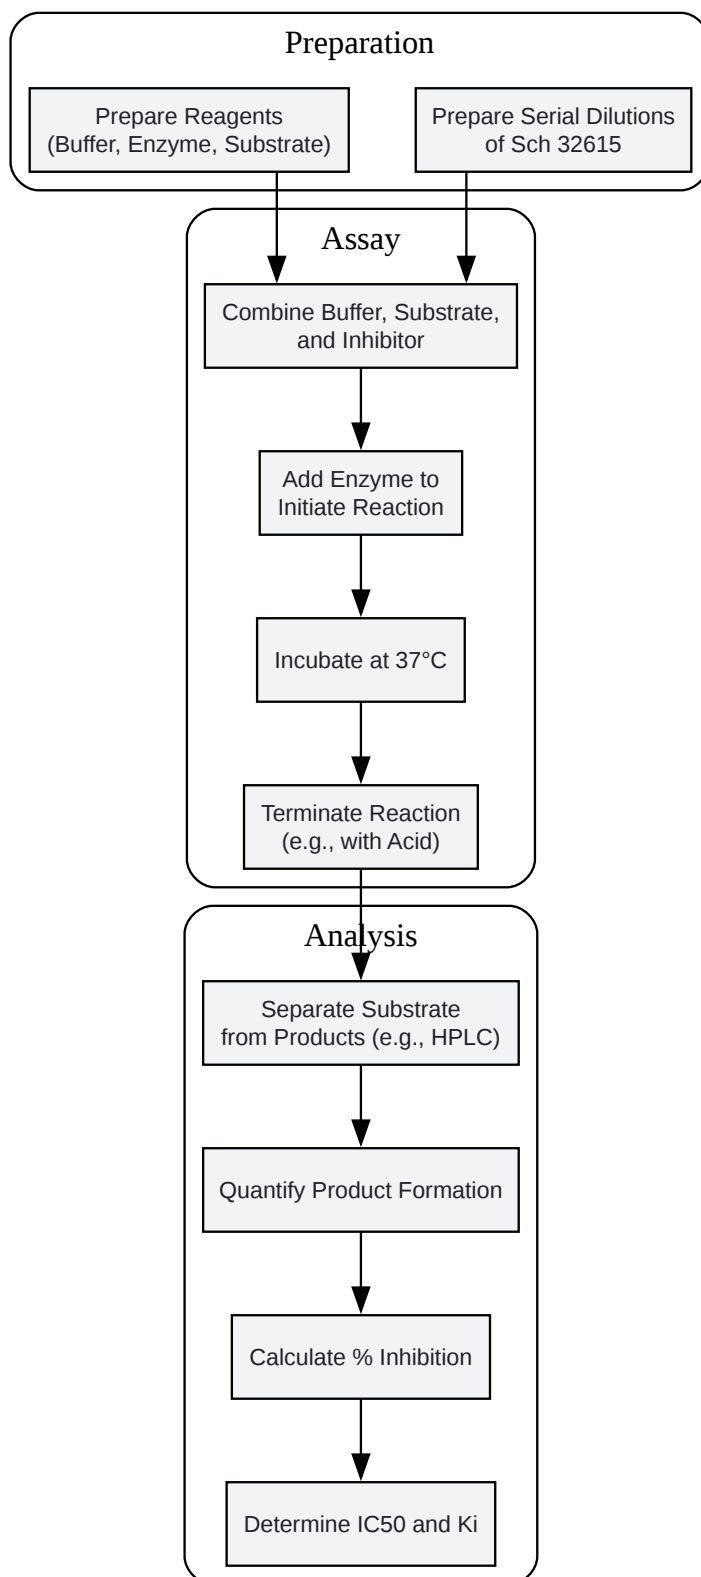 Preparation
Prepare Reagents
(Buffer, Enzyme, Substrate)
Prepare Serial Dilutions
of Sch 32615
Assay
Combine Buffer, Substrate,
and Inhibitor
Add Enzyme to
Initiate Reaction
Incubate at 37°C
Terminate Reaction
(e.g., with Acid)
Analysis
Separate Substrate
from Products (e.g., HPLC)
Quantify Product Formation
Calculate % Inhibition
Determine IC50 and Ki